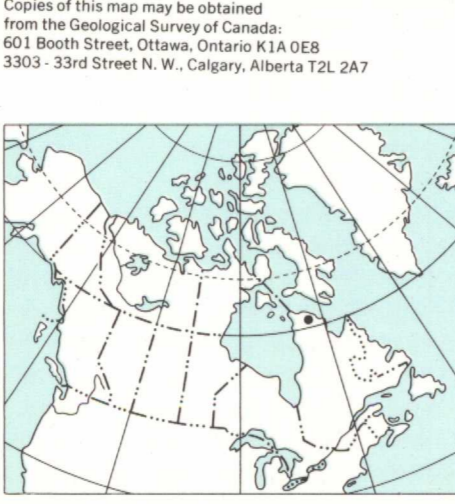 Copies of this map may be obtained
from the Geological Survey of Canada:
601 Booth Street, Ottawa, Ontario K1A 0E8
3303 - 33rd Street N. W., Calgary, Alberta T2L 2A7